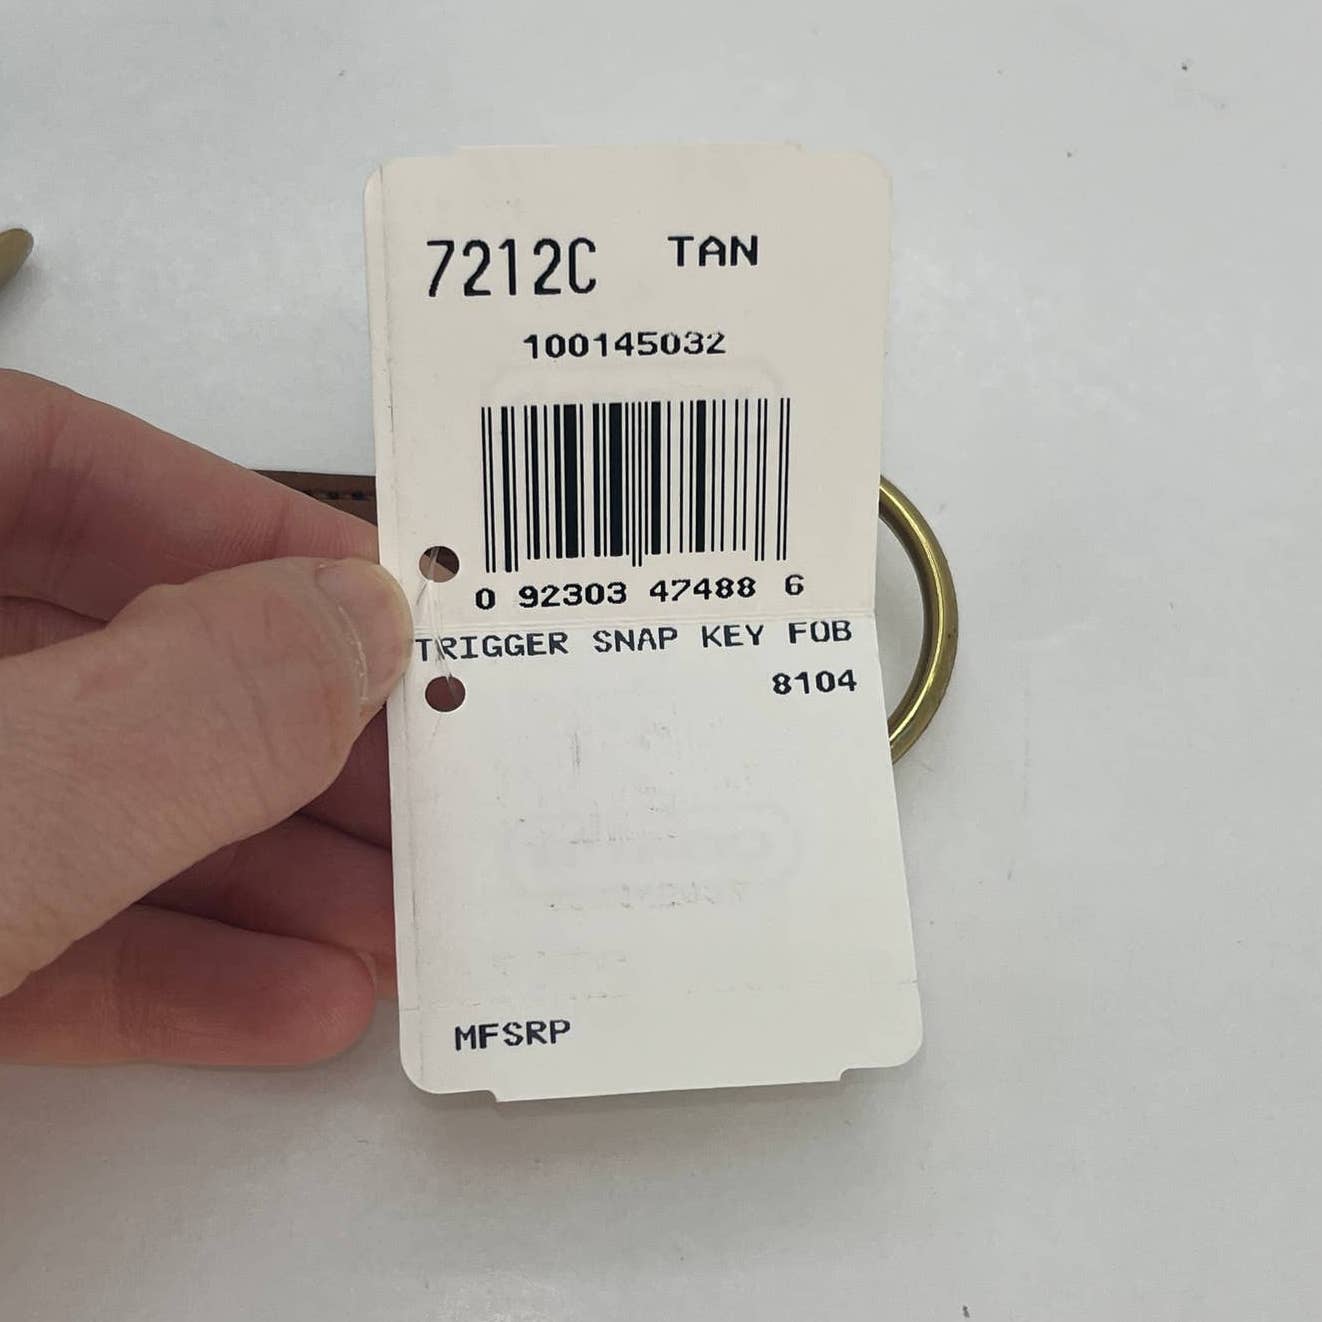 7212C TAN
100145032
0 92303 47488 6
TRIGGER SNAP KEY FOB
8104
MFSRP